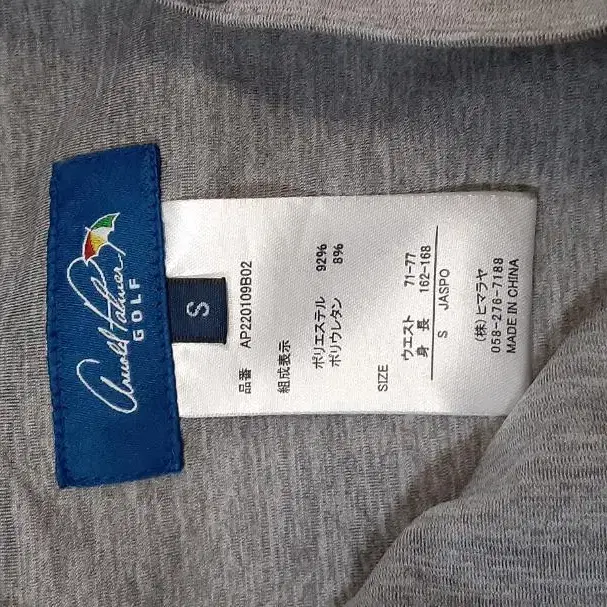 Arnold Palmer
GOLF
S
品番 AP220109B02
組成表示
ポリエステル 92%
ポリウレタン 8%
SIZE
ウエスト 71-77
身 長 162-168
S JASPO
(株) ヒマラヤ
058-276-7188
MADE IN CHINA